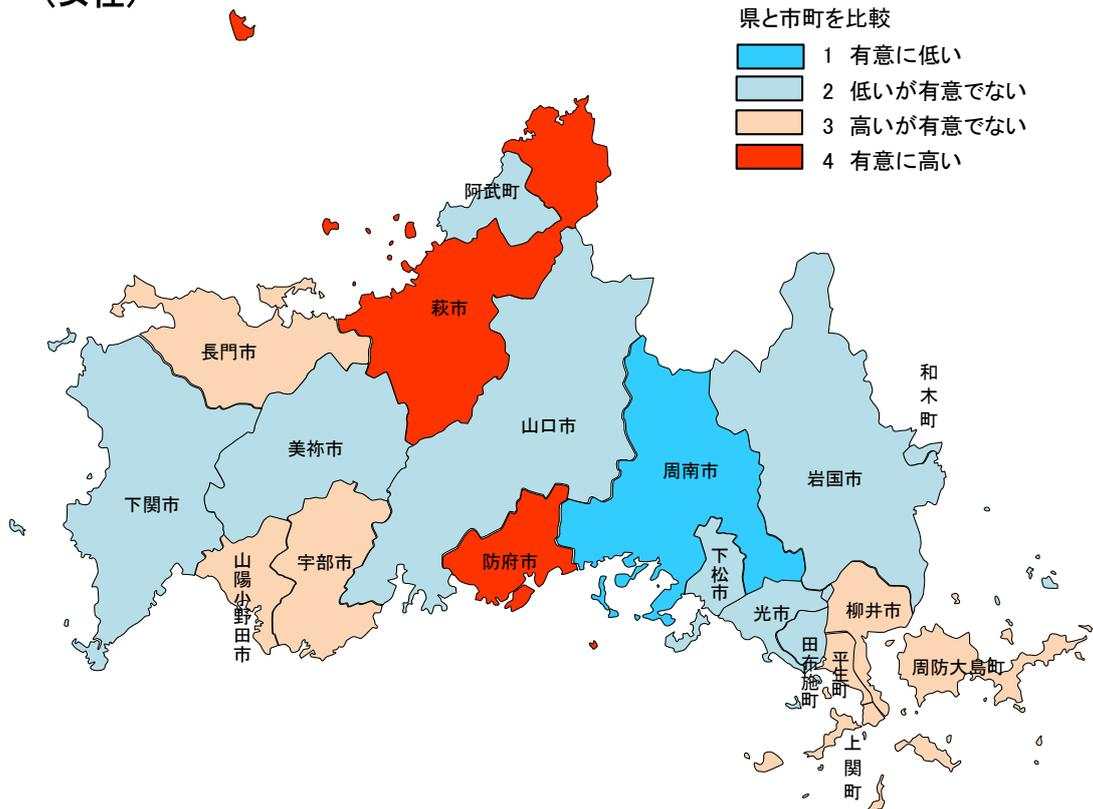 県と市町を比較
1 有意に低い
2 低いが有意でない
3 高いが有意でない
4 有意に高い
阿武町
萩市
長門市
和木町
山口市
美祢市
周南市
岩国市
下関市
防府市
宇部市
山陽小野田市
下松市
光市
柳井市
田布施町
平生町
周防大島町
上関町